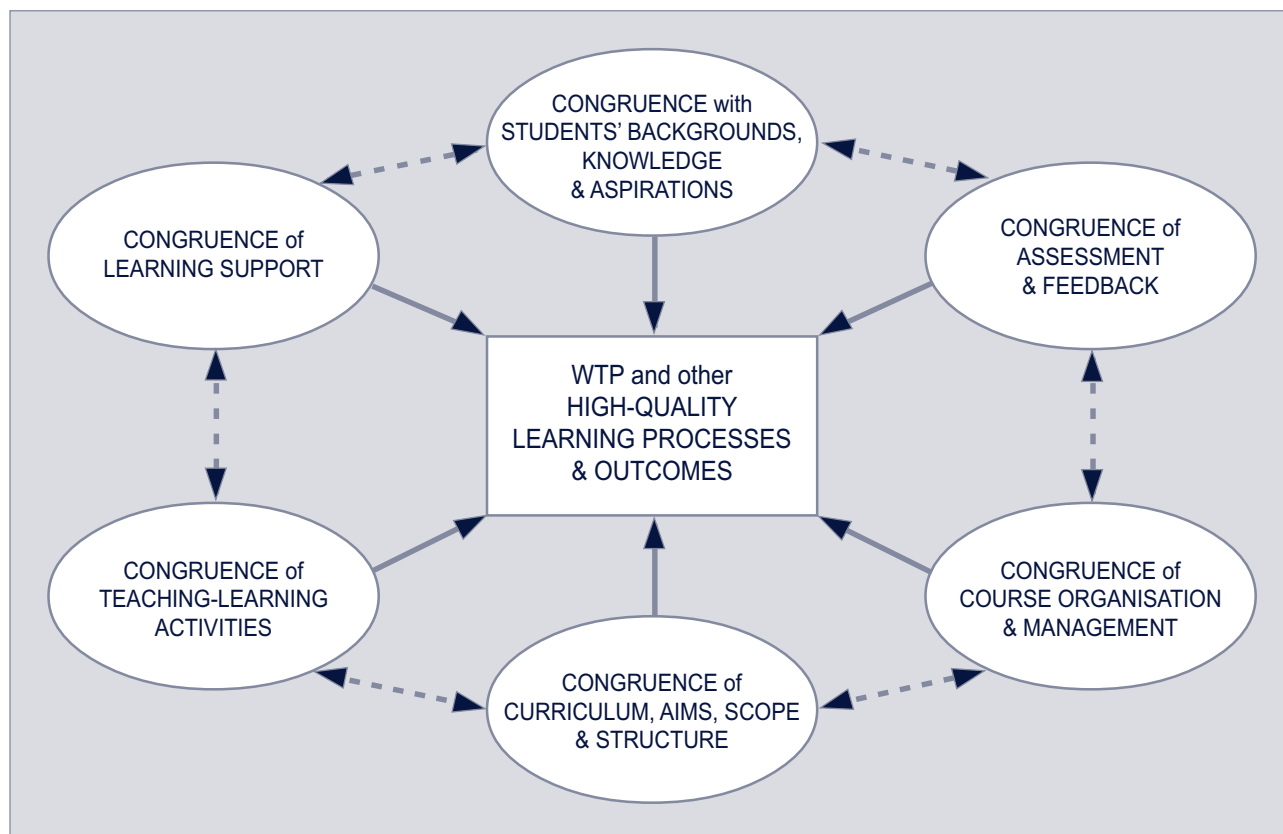 CONGRUENCE with
STUDENTS’ BACKGROUNDS,
KNOWLEDGE
& ASPIRATIONS
CONGRUENCE of
LEARNING SUPPORT
CONGRUENCE of
ASSESSMENT
& FEEDBACK
WTP and other
HIGH-QUALITY
LEARNING PROCESSES
& OUTCOMES
CONGRUENCE of
TEACHING-LEARNING
ACTIVITIES
CONGRUENCE of
COURSE ORGANISATION
& MANAGEMENT
CONGRUENCE of
CURRICULUM, AIMS, SCOPE
& STRUCTURE